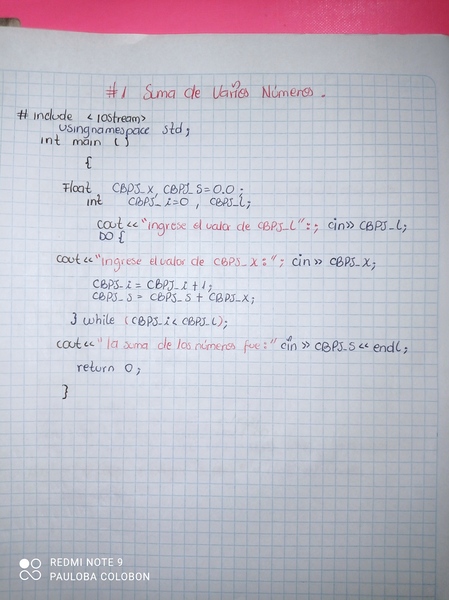 #1 Suma de Varios Números.
# include <iostream>
using namespace std;
int main ()
{
Float CBPJ_x, CBPJ_s=0.0;
int CBPJ_i=0, CBPJ_L;
cout<<"ingrese el valor de CBPJ_L":; cin>> CBPJ_L;
DO {
cout<<"ingrese el valor de CBPJ_x:"; cin>> CBPJ_x;
CBPJ_i = CBPJ_i + 1;
CBPJ_s = CBPJ_s + CBPJ_x;
} while (CBPJ_i< CBPJ_L);
cout<<"la suma de los números fue:" cin >> CBPJ_s << endl;
return 0;
}
REDMI NOTE 9
PAULOBA COLOBON